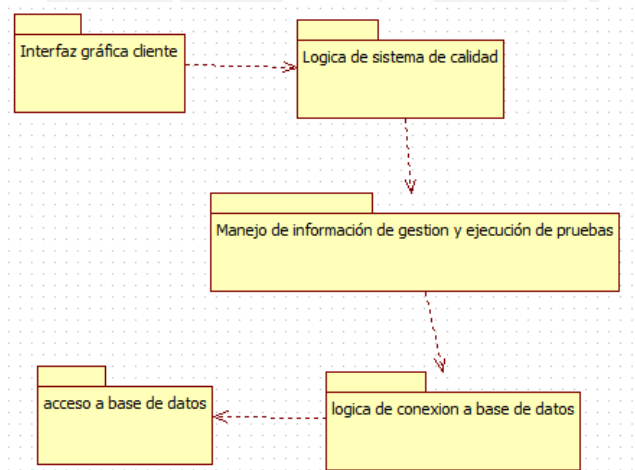 Interfaz gráfica cliente
Logica de sistema de calidad
Manejo de información de gestion y ejecución de pruebas
acceso a base de datos
logica de conexion a base de datos